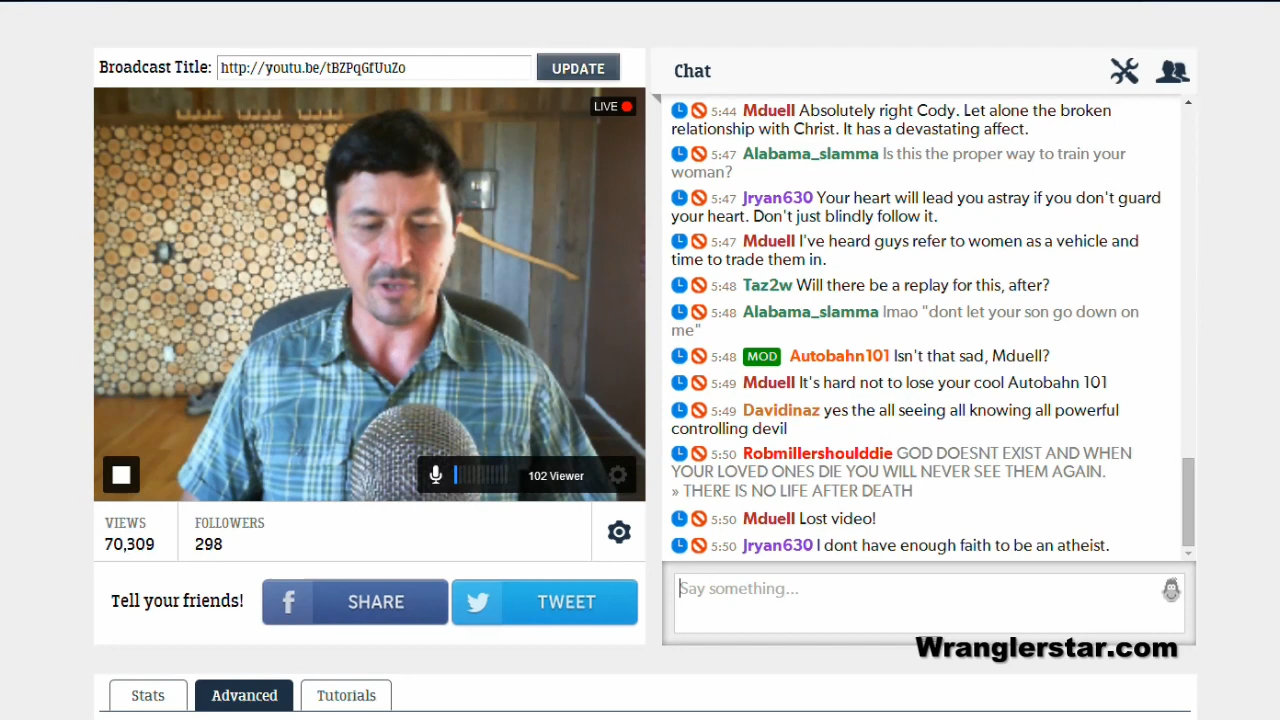 Broadcast Title: http://youtu.be/tBZPqGfUuZo UPDATE
LIVE
102 Viewer
VIEWS
70,309
FOLLOWERS
298
Tell your friends! SHARE TWEET
Chat
5:44 Mduell Absolutely right Cody. Let alone the broken
relationship with Christ. It has a devastating affect.
5:47 Alabama_slamma Is this the proper way to train your
woman?
5:47 Jryan630 Your heart will lead you astray if you don't guard
your heart. Don't just blindly follow it.
5:47 Mduell I've heard guys refer to women as a vehicle and
time to trade them in.
5:48 Taz2w Will there be a replay for this, after?
5:48 Alabama_slamma lmao "dont let your son go down on
me"
5:48 MOD Autobahn101 Isn't that sad, Mduell?
5:49 Mduell It's hard not to lose your cool Autobahn 101
5:49 Davidinaz yes the all seeing all knowing all powerful
controlling devil
5:50 Robmillershoulddie GOD DOESNT EXIST AND WHEN
YOUR LOVED ONES DIE YOU WILL NEVERSEE THEM AGAIN.
» THERE IS NO LIFE AFTER DEATH
5:50 Mduell Lost video!
5:50 Jryan630 I dont have enough faith to be an atheist.
Say something...
Wranglerstar.com
Stats Advanced Tutorials